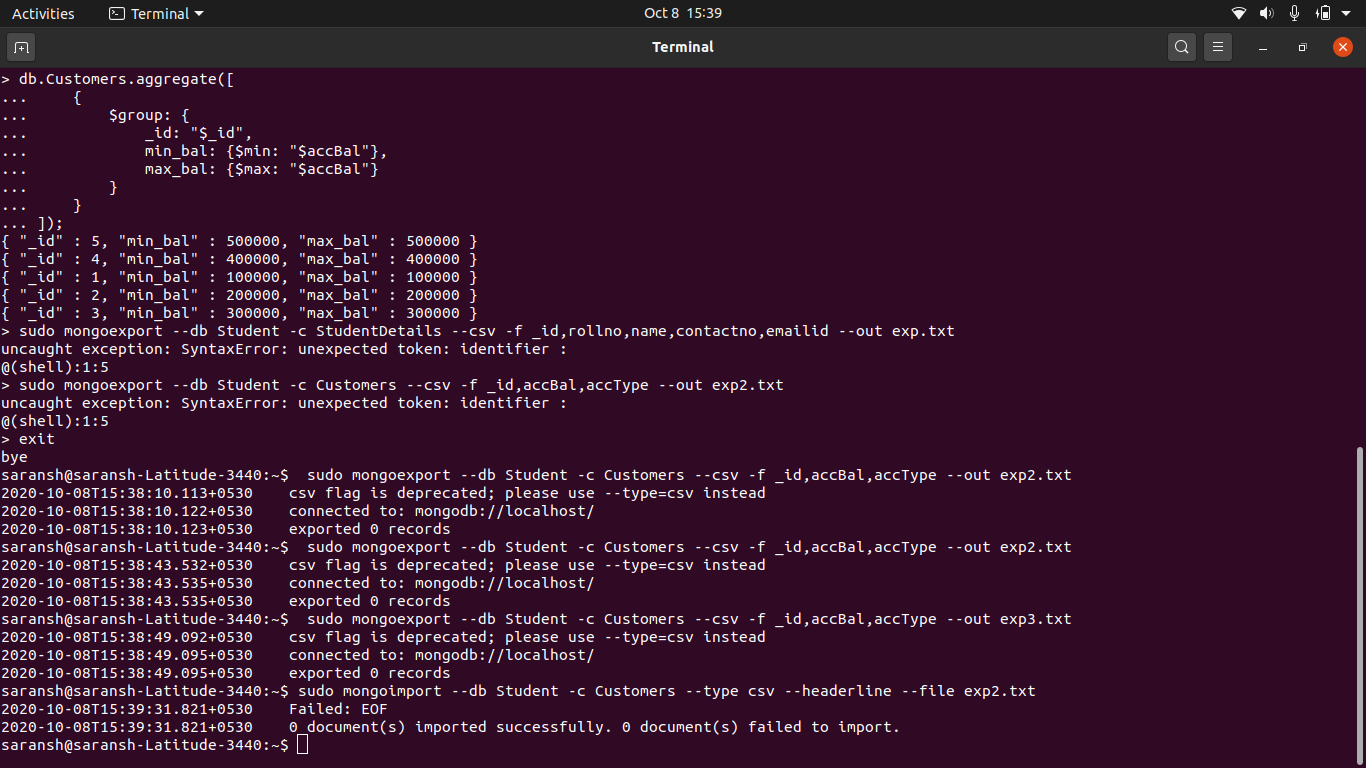 Activities Terminal Oct 8 15:39
Terminal
> db.Customers.aggregate([
...     {
...         $group: {
...             _id: "$_id",
...             min_bal: {$min: "$accBal"},
...             max_bal: {$max: "$accBal"}
...         }
...     }
... ]);
{ "_id" : 5, "min_bal" : 500000, "max_bal" : 500000 }
{ "_id" : 4, "min_bal" : 400000, "max_bal" : 400000 }
{ "_id" : 1, "min_bal" : 100000, "max_bal" : 100000 }
{ "_id" : 2, "min_bal" : 200000, "max_bal" : 200000 }
{ "_id" : 3, "min_bal" : 300000, "max_bal" : 300000 }
> sudo mongoexport --db Student -c StudentDetails --csv -f _id,rollno,name,contactno,emailid --out exp.txt
uncaught exception: SyntaxError: unexpected token: identifier :
@(shell):1:5
> sudo mongoexport --db Student -c Customers --csv -f _id,accBal,accType --out exp2.txt
uncaught exception: SyntaxError: unexpected token: identifier :
@(shell):1:5
> exit
bye
saransh@saransh-Latitude-3440:~$  sudo mongoexport --db Student -c Customers --csv -f _id,accBal,accType --out exp2.txt
2020-10-08T15:38:10.113+0530    csv flag is deprecated; please use --type=csv instead
2020-10-08T15:38:10.122+0530    connected to: mongodb://localhost/
2020-10-08T15:38:10.123+0530    exported 0 records
saransh@saransh-Latitude-3440:~$  sudo mongoexport --db Student -c Customers --csv -f _id,accBal,accType --out exp2.txt
2020-10-08T15:38:43.532+0530    csv flag is deprecated; please use --type=csv instead
2020-10-08T15:38:43.535+0530    connected to: mongodb://localhost/
2020-10-08T15:38:43.535+0530    exported 0 records
saransh@saransh-Latitude-3440:~$  sudo mongoexport --db Student -c Customers --csv -f _id,accBal,accType --out exp3.txt
2020-10-08T15:38:49.092+0530    csv flag is deprecated; please use --type=csv instead
2020-10-08T15:38:49.095+0530    connected to: mongodb://localhost/
2020-10-08T15:38:49.095+0530    exported 0 records
saransh@saransh-Latitude-3440:~$ sudo mongoimport --db Student -c Customers --type csv --headerline --file exp2.txt
2020-10-08T15:39:31.821+0530    Failed: EOF
2020-10-08T15:39:31.821+0530    0 document(s) imported successfully. 0 document(s) failed to import.
saransh@saransh-Latitude-3440:~$